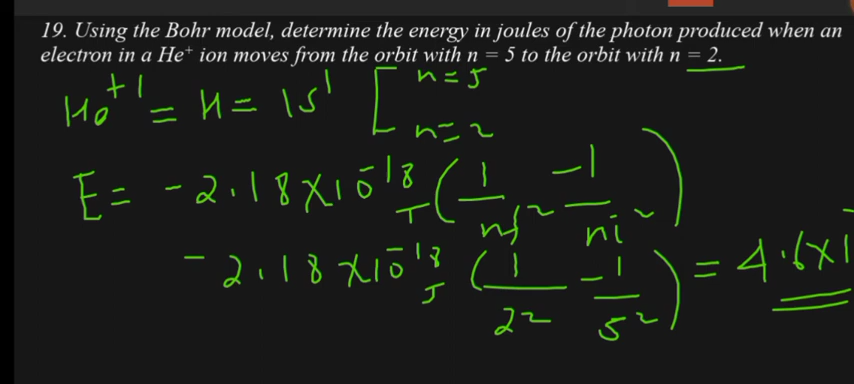 19. Using the Bohr model, determine the energy in joules of the photon produced when an
electron in a He⁺ ion moves from the orbit with n = 5 to the orbit with n = 2.
He⁺¹ = H = 1s¹ [ n=5
n=2
E = -2.18×10⁻¹⁸ J (1/nf² - 1/ni²)
-2.18×10⁻¹⁸ J (1/2² - 1/5²) = 4.6×1